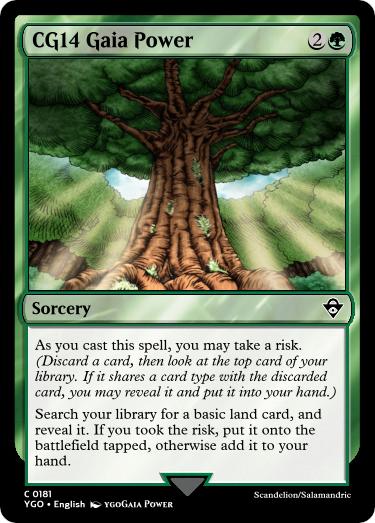 CG14 Gaia Power 2
Sorcery
As you cast this spell, you may take a risk.
(Discard a card, then look at the top card of your
library. If it shares a card type with the discarded
card, you may reveal it and put it into your hand.)
Search your library for a basic land card, and
reveal it. If you took the risk, put it onto the
battlefield tapped, otherwise add it to your
hand.
C 0181
YGO • English YGOGAIA POWER
Scandelion/Salamandric